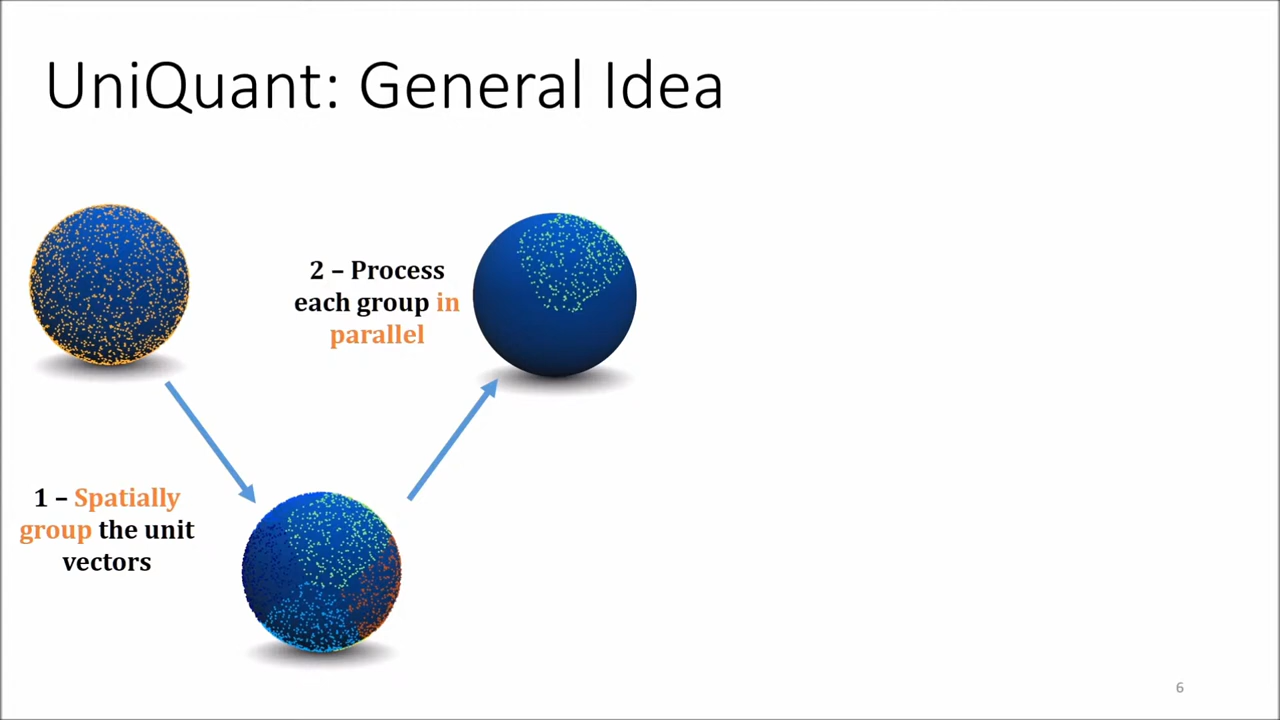 UniQuant: General Idea
2 – Process
each group in
parallel
1 – Spatially
group the unit
vectors
6